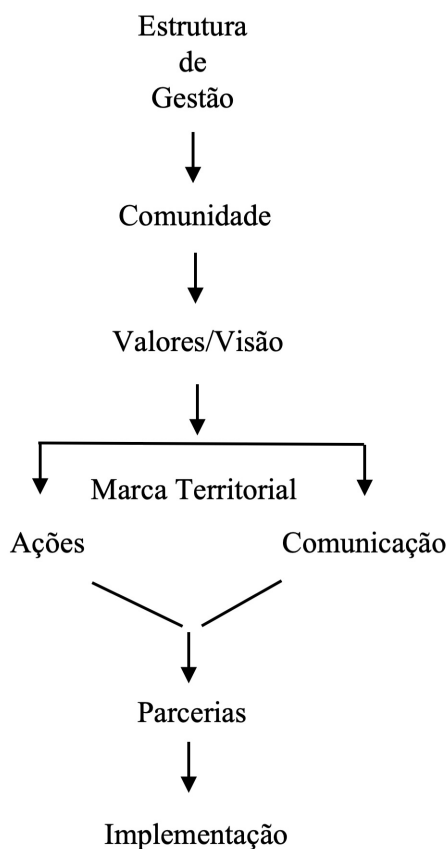 Estrutura
de
Gestão
Comunidade
Valores/Visão
Marca Territorial
Ações
Comunicação
Parcerias
Implementação